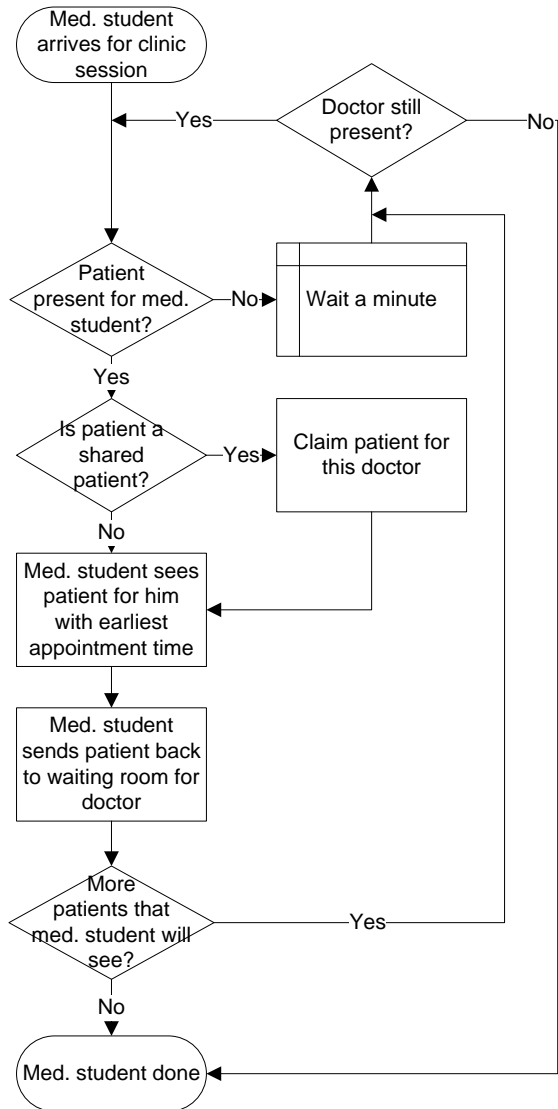 Med. student
arrives for clinic
session
Doctor still
present?
Yes
No
Patient
present for med.
student?
No
Wait a minute
Yes
Is patient a
shared
patient?
Yes
Claim patient for
this doctor
No
Med. student sees
patient for him
with earliest
appointment time
Med. student
sends patient back
to waiting room for
doctor
More
patients that
med. student will
see?
Yes
No
Med. student done